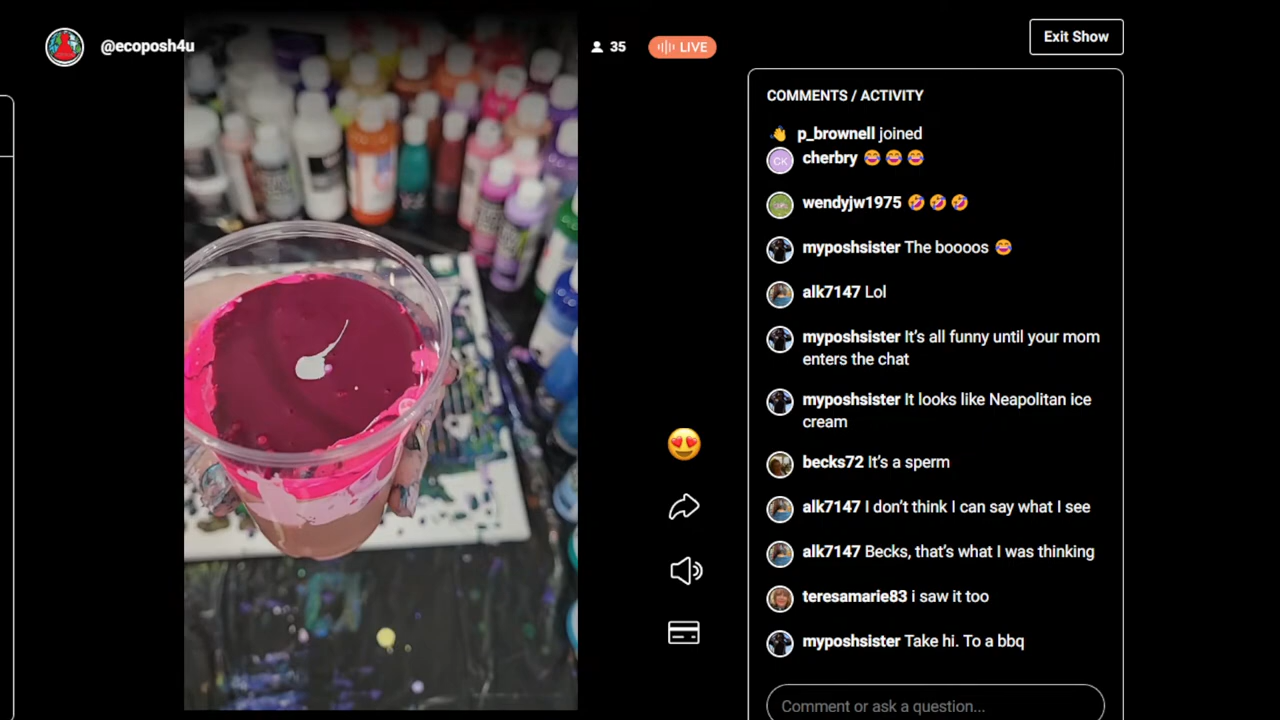 @ecoposh4u
35
LIVE
Exit Show
COMMENTS / ACTIVITY
👋 p_brownell joined
CK cherbry 😂 😂 😂
wendyjw1975 🤣 🤣 🤣
myposhsister The boooos 😂
alk7147 Lol
myposhsister It's all funny until your mom
enters the chat
myposhsister It looks like Neapolitan ice
cream
becks72 It's a sperm
alk7147 I don't think I can say what I see
alk7147 Becks, that's what I was thinking
teresamarie83 i saw it too
myposhsister Take hi. To a bbq
Comment or ask a question...